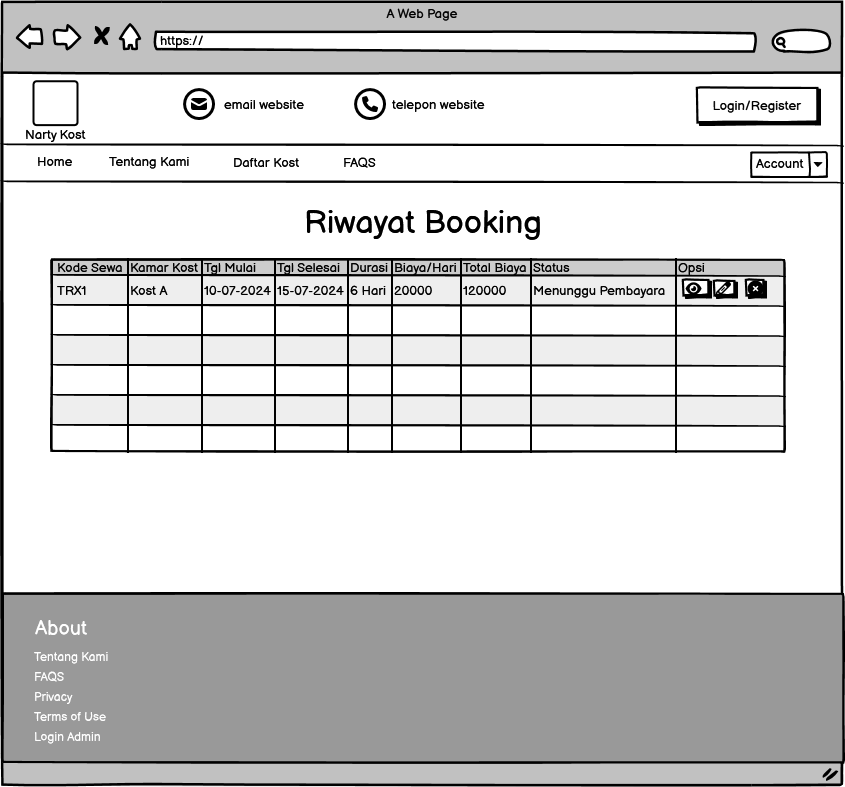 A Web Page
https://
email website
telepon website
Login/Register
Narty Kost
Home Tentang Kami Daftar Kost FAQS Account
Riwayat Booking
Kode Sewa Kamar Kost Tgl Mulai Tgl Selesai Durasi Biaya/Hari Total Biaya Status Opsi
TRX1 Kost A 10-07-2024 15-07-2024 6 Hari 20000 120000 Menunggu Pembayara
About
Tentang Kami
FAQS
Privacy
Terms of Use
Login Admin